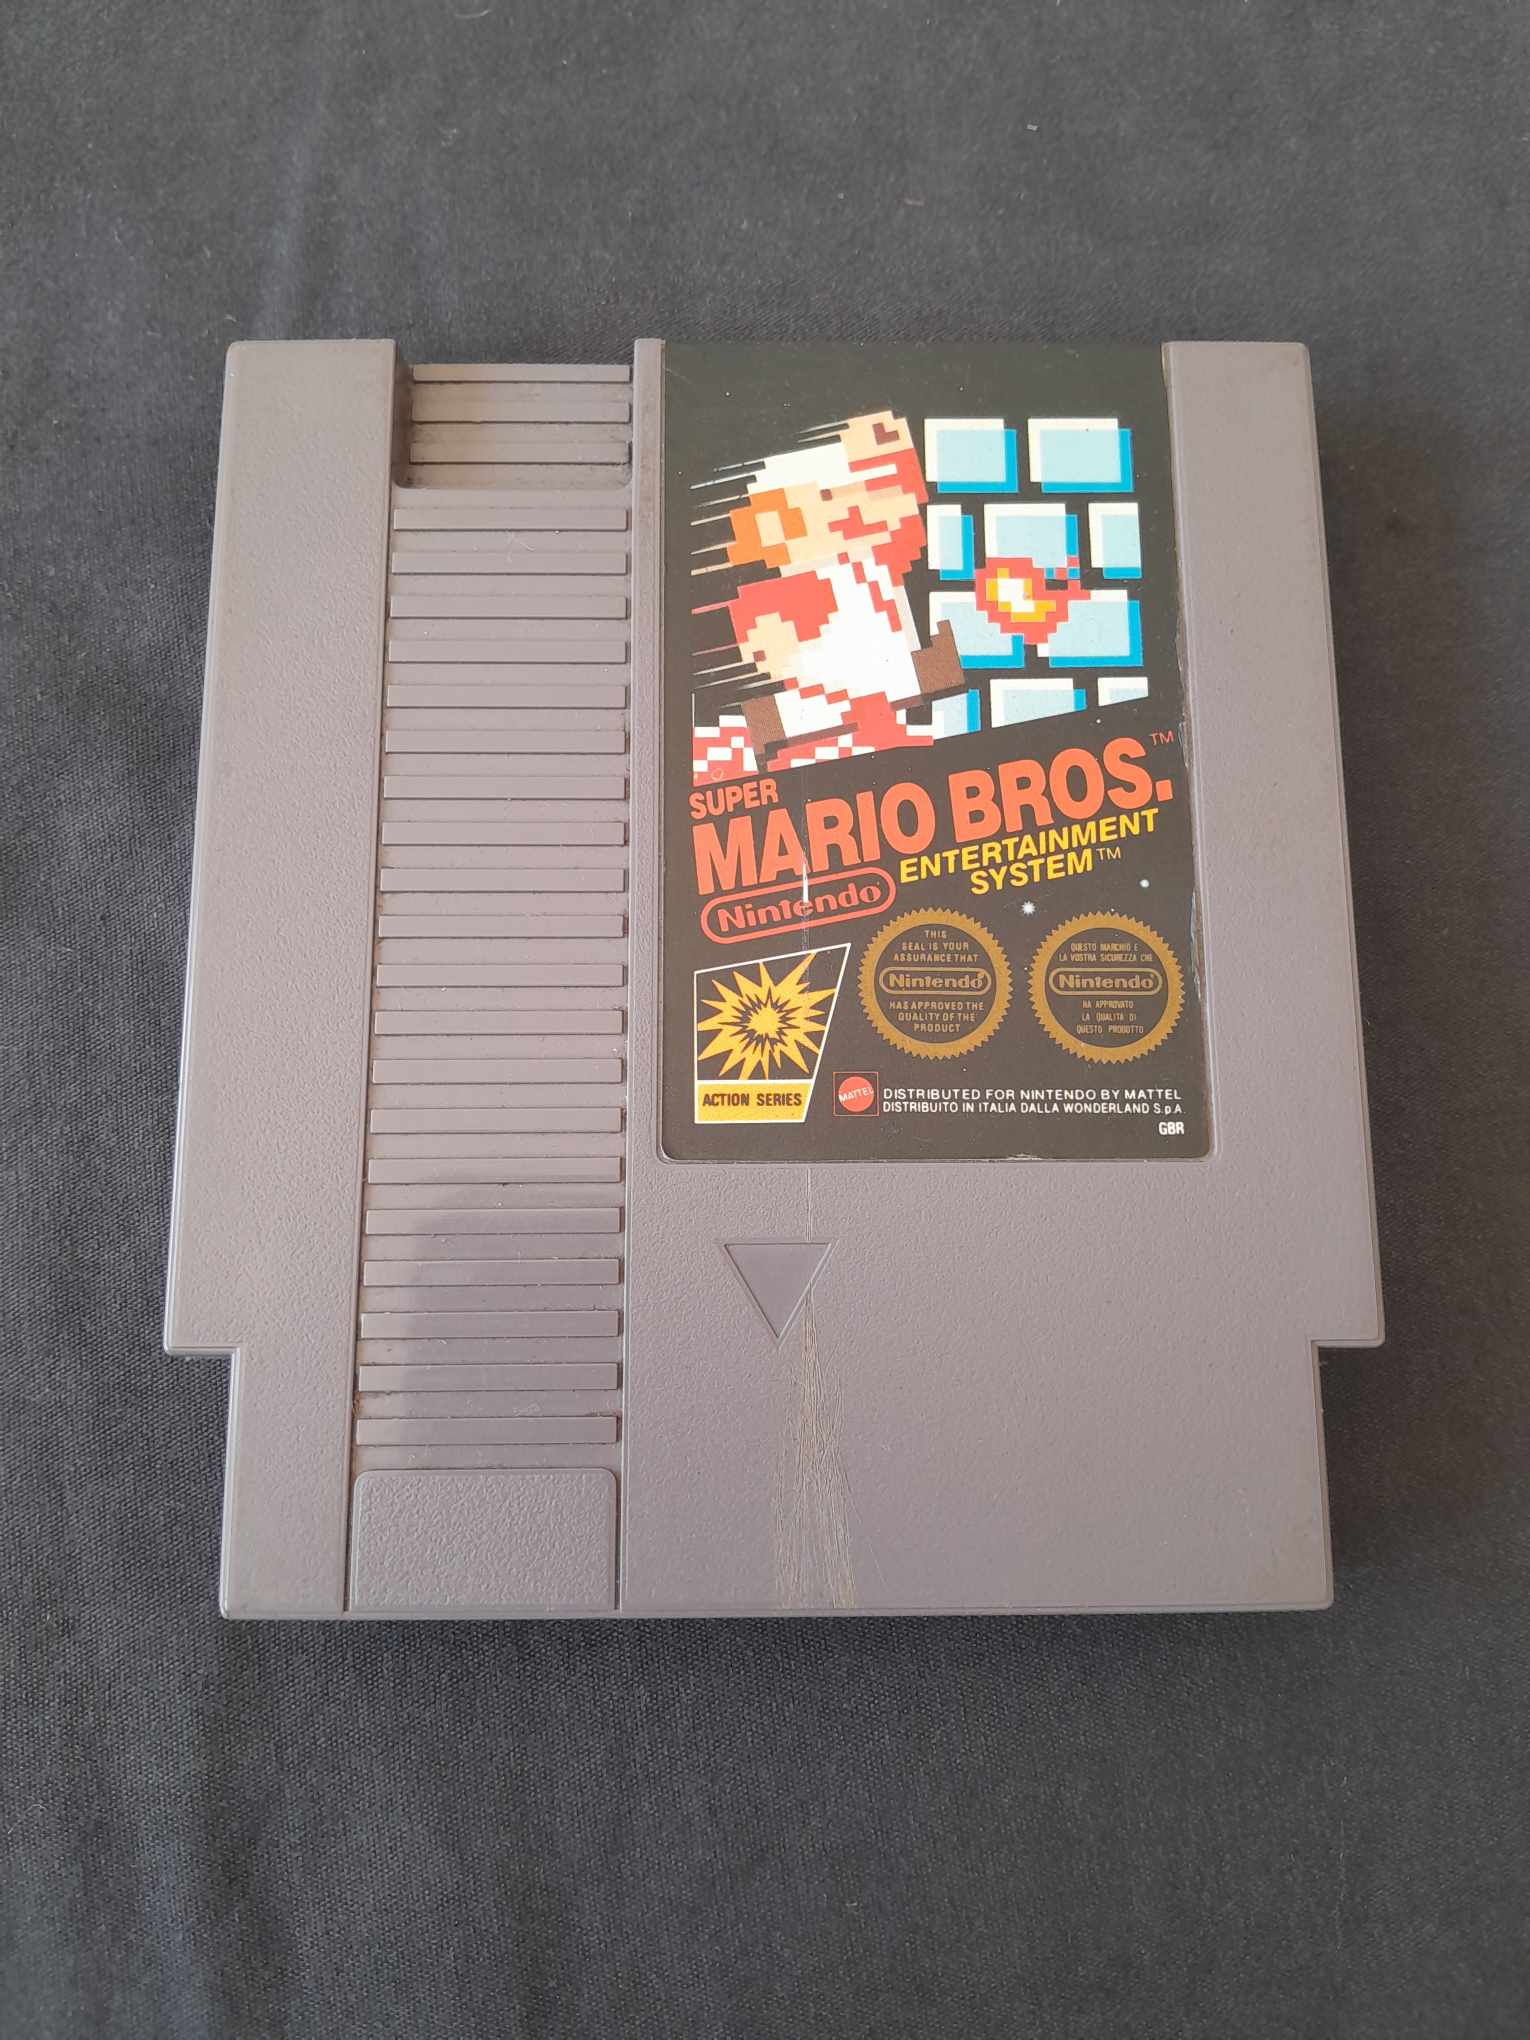 SUPER
MARIO BROS.™
ENTERTAINMENT
SYSTEM™
Nintendo®
THIS
SEAL IS YOUR
ASSURANCE THAT
Nintendo®
HAS APPROVED THE
QUALITY OF THE
PRODUCT
QUESTO MARCHIO E
LA VOSTRA SICUREZZA CHE
Nintendo®
HA APPROVATO
LA QUALITA DI
QUESTO PRODOTTO
ACTION SERIES
MATTEL
DISTRIBUTED FOR NINTENDO BY MATTEL
DISTRIBUITO IN ITALIA DALLA WONDERLAND S.p.A.
GBR